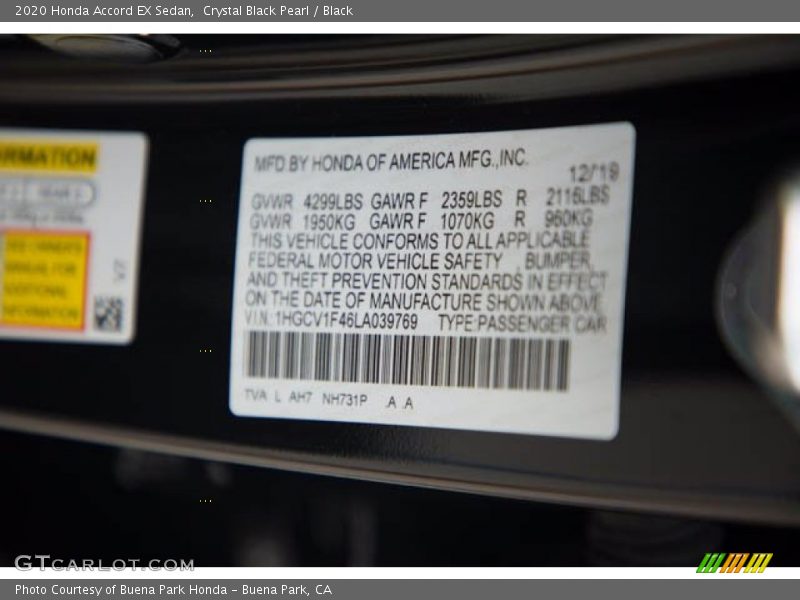 2020 Honda Accord EX Sedan,  Crystal Black Pearl / Black
RMATION
MFD.BY HONDA OF AMERICA MFG.,INC.
12/19
GVWR 4299LBS GAWR F 2359LBS R 2116LBS
GVWR 1950KG GAWR F 1070KG R 960KG
THIS VEHICLE CONFORMS TO ALL APPLICABLE
FEDERAL MOTOR VEHICLE SAFETY , BUMPER,
AND THEFT PREVENTION STANDARDS IN EFFECT
ON THE DATE OF MANUFACTURE SHOWN ABOVE.
V.I.N.:1HGCV1F46LA039769 TYPE:PASSENGER CAR
TVA L AH7 NH731P A A
GTCARLOT.COM
Photo Courtesy of Buena Park Honda – Buena Park, CA